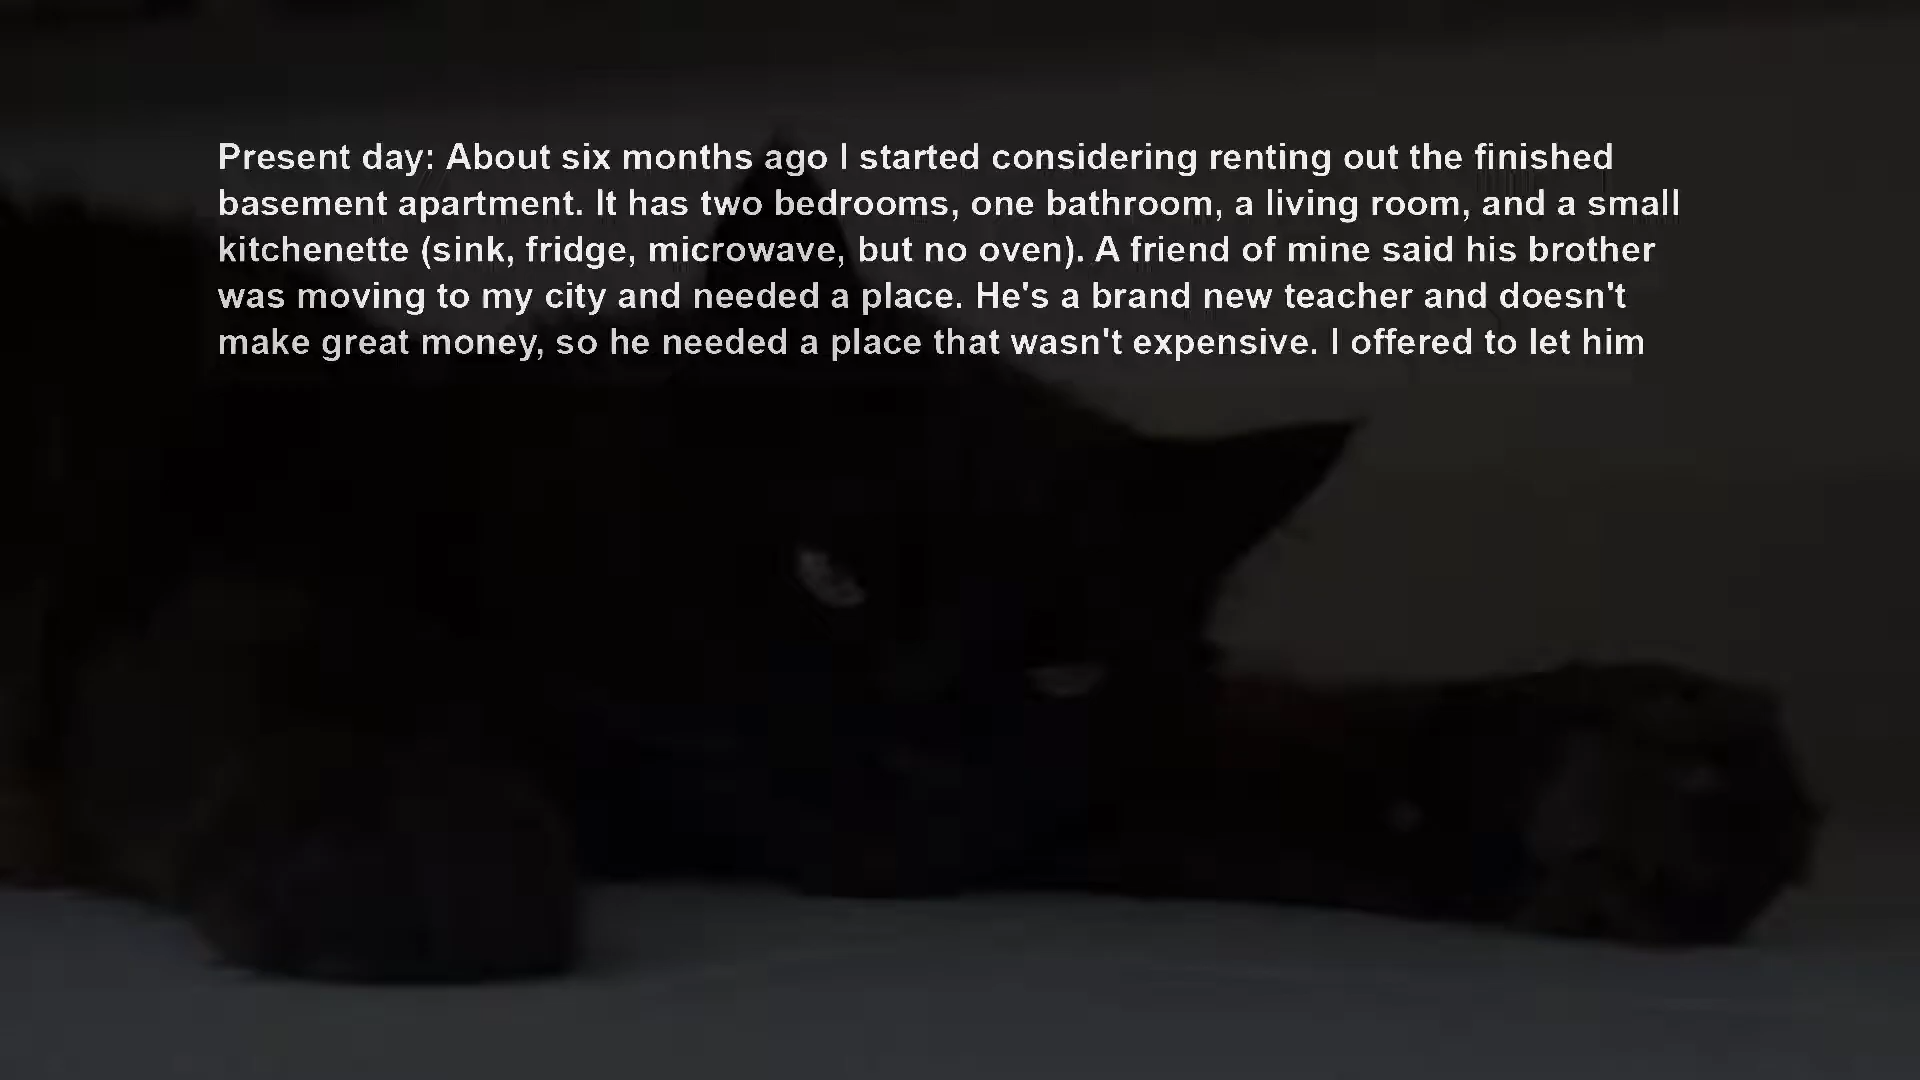 Present day: About six months ago I started considering renting out the finished
basement apartment. It has two bedrooms, one bathroom, a living room, and a small
kitchenette (sink, fridge, microwave, but no oven). A friend of mine said his brother
was moving to my city and needed a place. He's a brand new teacher and doesn't
make great money, so he needed a place that wasn't expensive. I offered to let him